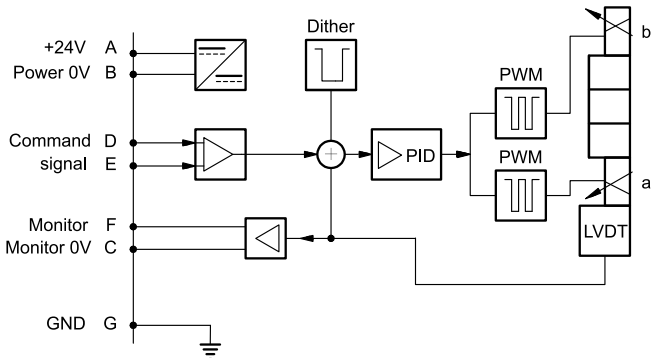 Dither
+24V A
Power 0V B
b
PWM
Command D
signal E
+
PID
PWM
a
Monitor F
Monitor 0V C
LVDT
GND G